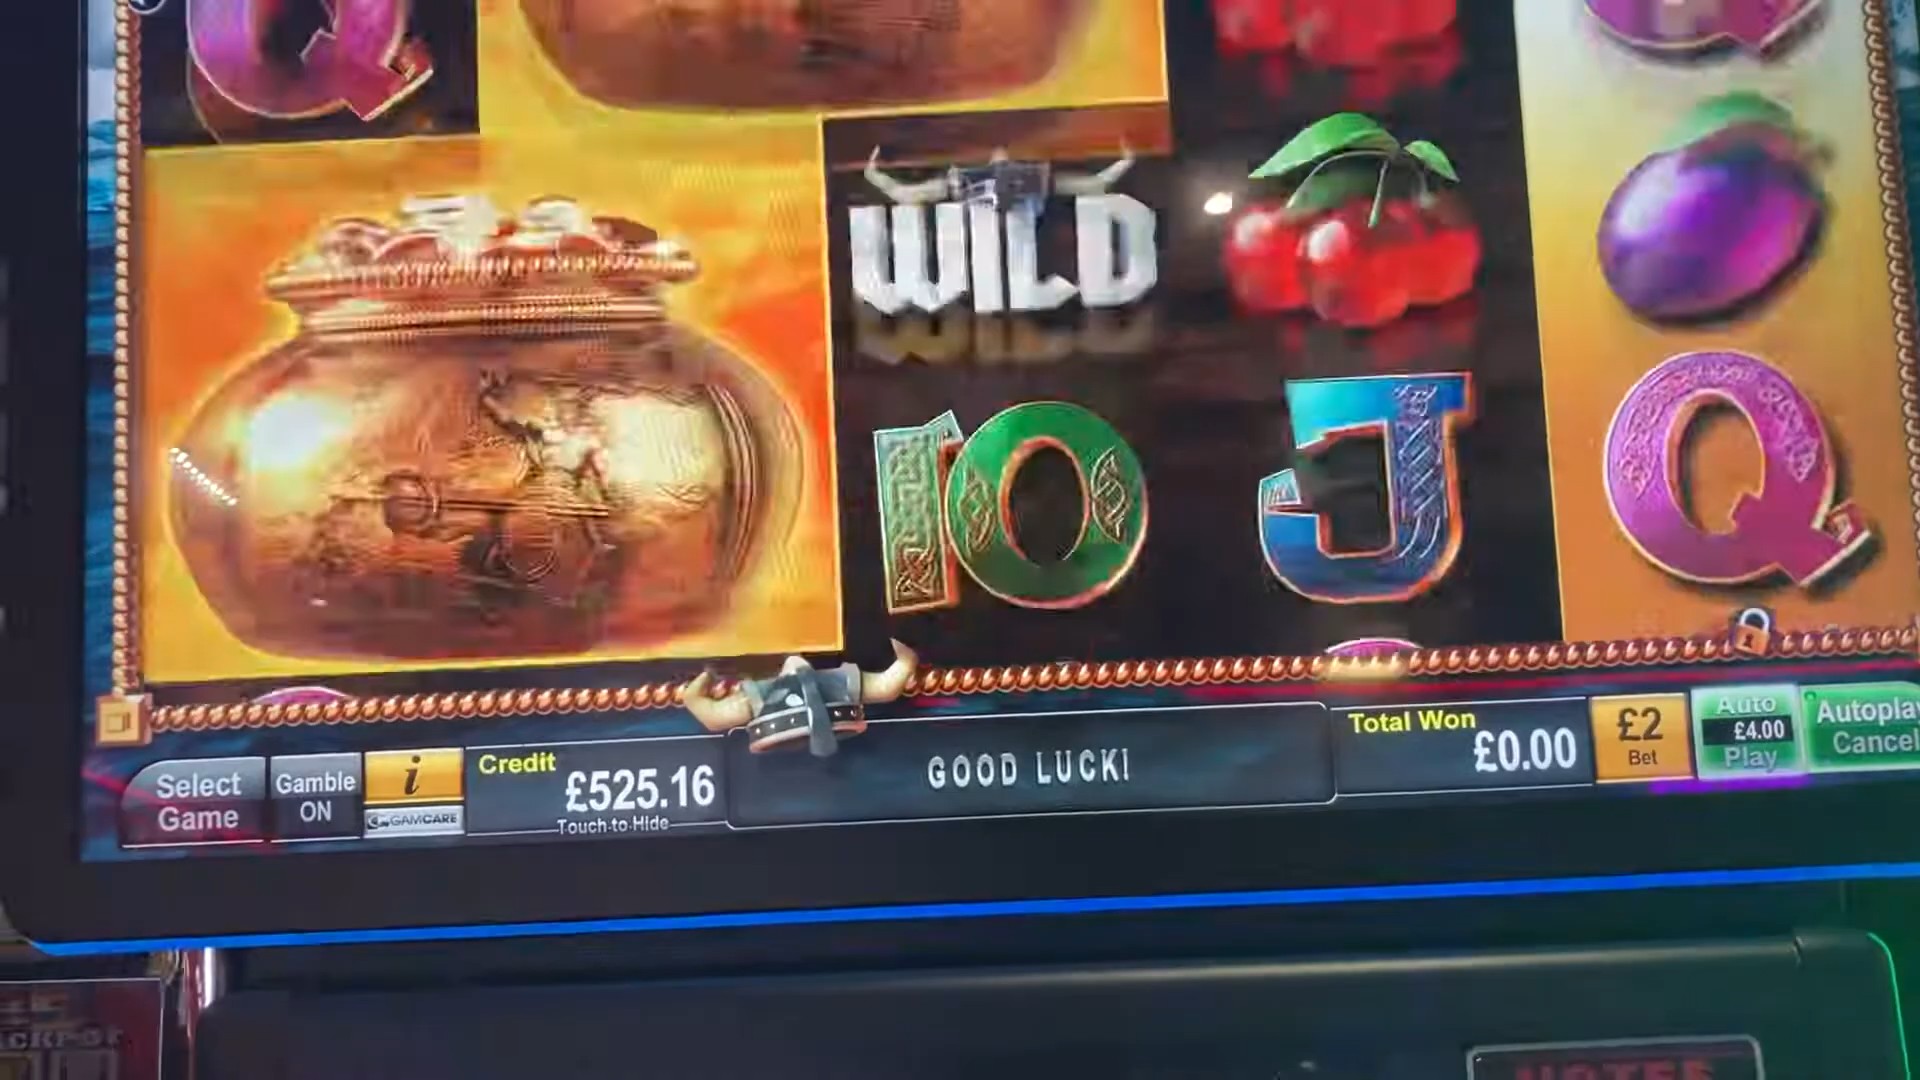 Q
WILD
10
J
Q
Select
Game
Gamble
ON
i
GAMCARE
Credit
£525.16
Touch-to-Hide
GOOD LUCK!
Total Won
£0.00
£2
Bet
Auto
£4.00
Play
Autoplay
Cancel